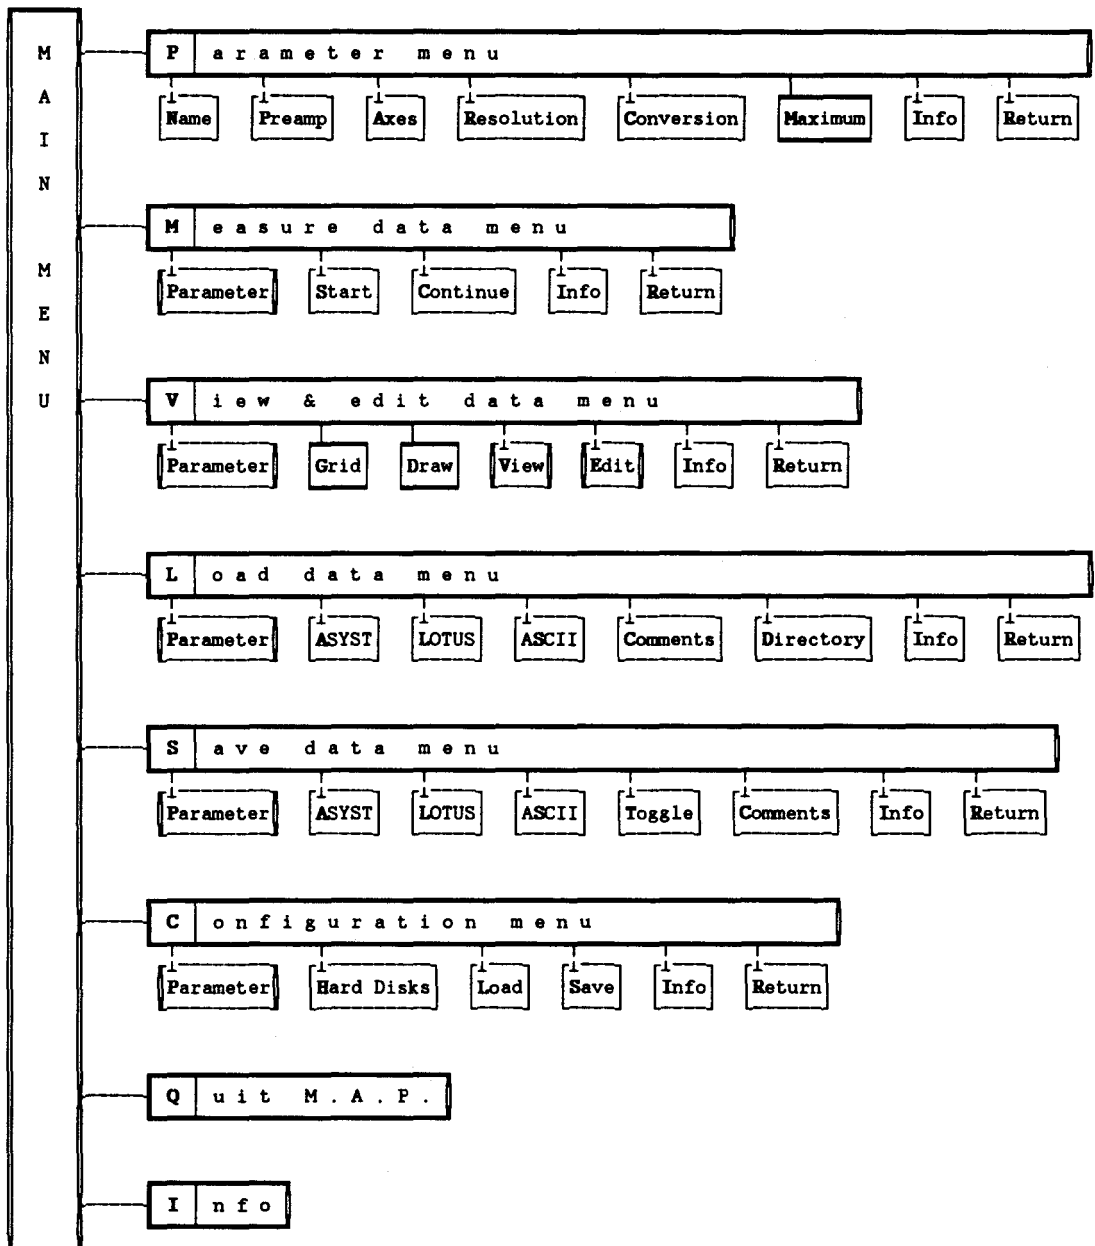 MAIN MENU
P arameter menu
Name Preamp Axes Resolution Conversion Maximum Info Return
M easure data menu
Parameter Start Continue Info Return
V iew & edit data menu
Parameter Grid Draw View Edit Info Return
L oad data menu
Parameter ASYST LOTUS ASCII Comments Directory Info Return
S ave data menu
Parameter ASYST LOTUS ASCII Toggle Comments Info Return
C onfiguration menu
Parameter Hard Disks Load Save Info Return
Q uit M.A.P.
I nfo